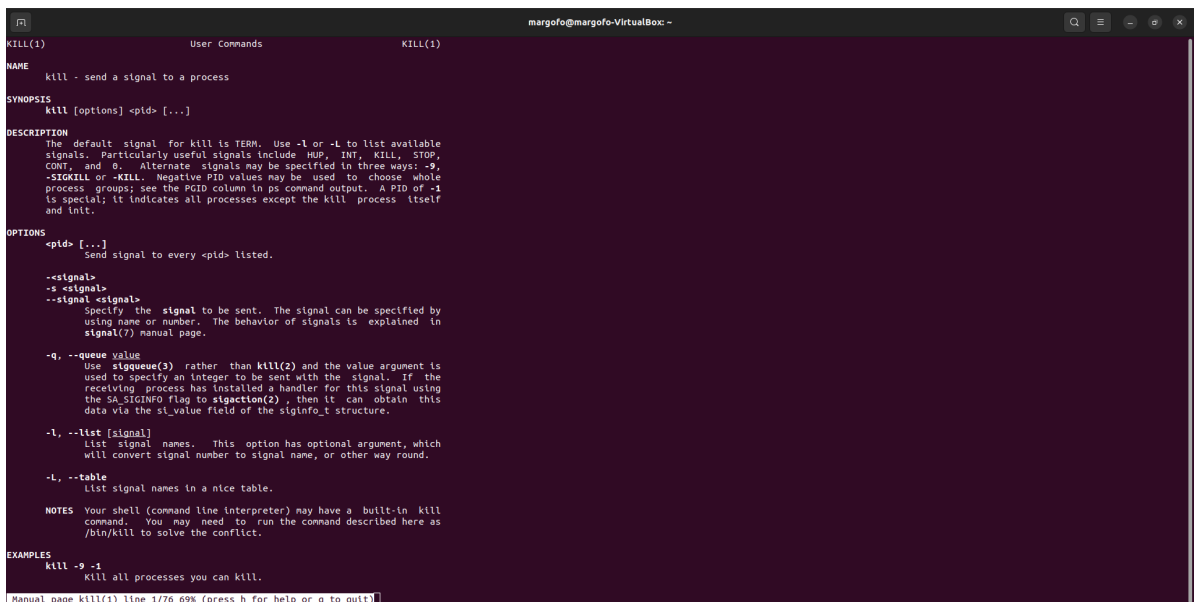 margofo@margofo-VirtualBox: ~
KILL(1) User Commands KILL(1)
NAME
kill - send a signal to a process
SYNOPSIS
kill [options] <pid> [...]
DESCRIPTION
The default signal for kill is TERM. Use -l or -L to list available
signals. Particularly useful signals include HUP, INT, KILL, STOP,
CONT, and 0. Alternate signals may be specified in three ways: -9,
-SIGKILL or -KILL. Negative PID values may be used to choose whole
process groups; see the PGID column in ps command output. A PID of -1
is special; it indicates all processes except the kill process itself
and init.
OPTIONS
<pid> [...]
Send signal to every <pid> listed.
-<signal>
-s <signal>
--signal <signal>
Specify the signal to be sent. The signal can be specified by
using name or number. The behavior of signals is explained in
signal(7) manual page.
-q, --queue value
Use sigqueue(3) rather than kill(2) and the value argument is
used to specify an integer to be sent with the signal. If the
receiving process has installed a handler for this signal using
the SA_SIGINFO flag to sigaction(2) , then it can obtain this
data via the si_value field of the siginfo_t structure.
-l, --list [signal]
List signal names. This option has optional argument, which
will convert signal number to signal name, or other way round.
-L, --table
List signal names in a nice table.
NOTES Your shell (command line interpreter) may have a built-in kill
command. You may need to run the command described here as
/bin/kill to solve the conflict.
EXAMPLES
kill -9 -1
Kill all processes you can kill.
Manual page kill(1) line 1/76 69% (press h for help or q to quit)